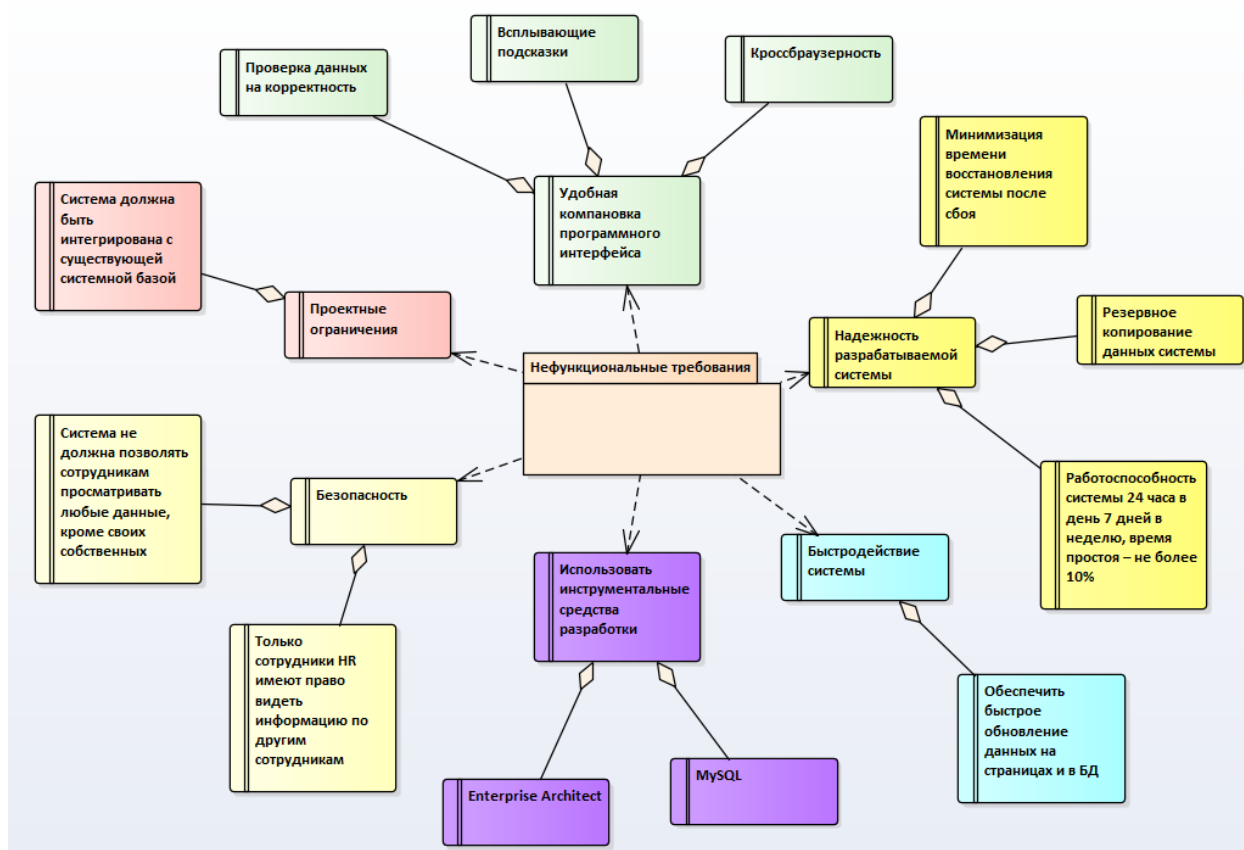 Всплывающие
подсказки
Кроссбраузерность
Проверка данных
на корректность
Минимизация
времени
восстановления
системы после
сбоя
Система должна
быть
интегрирована с
существующей
системной базой
Удобная
компановка
программного
интерфейса
Проектные
ограничения
Резервное
копирование
данных системы
Надежность
разрабатываемой
системы
Нефункциональные требования
Система не
должна позволять
сотрудникам
просматривать
любые данные,
кроме своих
собственных
Безопасность
Работоспособность
системы 24 часа в
день 7 дней в
неделю, время
простоя – не более
10%
Использовать
инструментальные
средства
разработки
Быстродействие
системы
Только
сотрудники HR
имеют право
видеть
информацию по
другим
сотрудникам
Обеспечить
быстрое
обновление
данных на
страницах и в БД
Enterprise Architect
MySQL